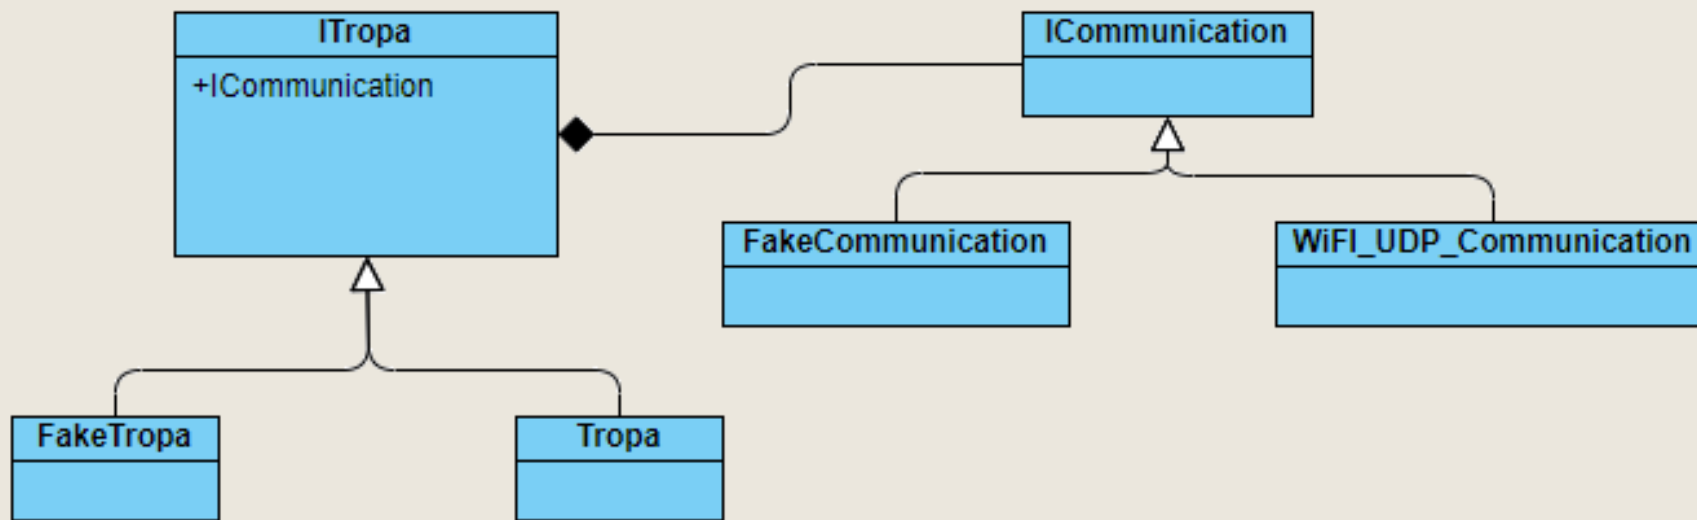 ITropa
+ICommunication
ICommunication
FakeCommunication
WiFI_UDP_Communication
FakeTropa
Tropa